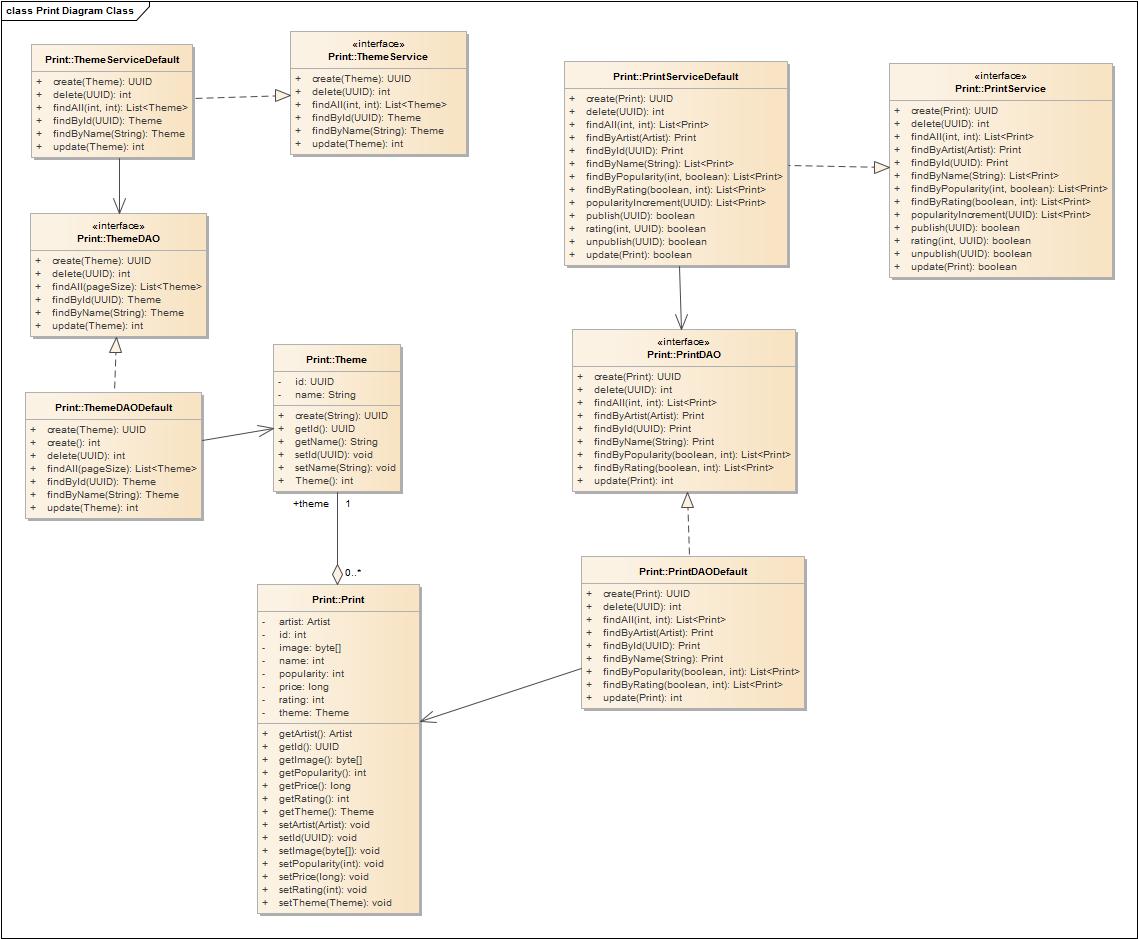 class Print Diagram Class
Print::ThemeServiceDefault
+ create(Theme): UUID
+ delete(UUID): int
+ findAll(int, int): List<Theme>
+ findById(UUID): Theme
+ findByName(String): Theme
+ update(Theme): int
«interface»
Print::ThemeService
+ create(Theme): UUID
+ delete(UUID): int
+ findAll(int, int): List<Theme>
+ findById(UUID): Theme
+ findByName(String): Theme
+ update(Theme): int
Print::PrintServiceDefault
+ create(Print): UUID
+ delete(UUID): int
+ findAll(int, int): List<Print>
+ findByArtist(Artist): Print
+ findById(UUID): Print
+ findByName(String): List<Print>
+ findByPopularity(int, boolean): List<Print>
+ findByRating(boolean, int): List<Print>
+ popularityIncrement(UUID): List<Print>
+ publish(UUID): boolean
+ rating(int, UUID): boolean
+ unpublish(UUID): boolean
+ update(Print): boolean
«interface»
Print::PrintService
+ create(Print): UUID
+ delete(UUID): int
+ findAll(int, int): List<Print>
+ findByArtist(Artist): Print
+ findById(UUID): Print
+ findByName(String): List<Print>
+ findByPopularity(int, boolean): List<Print>
+ findByRating(boolean, int): List<Print>
+ popularityIncrement(UUID): List<Print>
+ publish(UUID): boolean
+ rating(int, UUID): boolean
+ unpublish(UUID): boolean
+ update(Print): boolean
«interface»
Print::ThemeDAO
+ create(Theme): UUID
+ delete(UUID): int
+ findAll(pageSize): List<Theme>
+ findById(UUID): Theme
+ findByName(String): Theme
+ update(Theme): int
Print::ThemeDAODefault
+ create(Theme): UUID
+ create(): int
+ delete(UUID): int
+ findAll(pageSize): List<Theme>
+ findById(UUID): Theme
+ findByName(String): Theme
+ update(Theme): int
Print::Theme
- id: UUID
- name: String
+ create(String): UUID
+ getId(): UUID
+ getName(): String
+ setId(UUID): void
+ setName(String): void
+ Theme(): int
+theme 1
0..*
«interface»
Print::PrintDAO
+ create(Print): UUID
+ delete(UUID): int
+ findAll(int, int): List<Print>
+ findByArtist(Artist): Print
+ findById(UUID): Print
+ findByName(String): Print
+ findByPopularity(boolean, int): List<Print>
+ findByRating(boolean, int): List<Print>
+ update(Print): int
Print::PrintDAODefault
+ create(Print): UUID
+ delete(UUID): int
+ findAll(int, int): List<Print>
+ findByArtist(Artist): Print
+ findById(UUID): Print
+ findByName(String): Print
+ findByPopularity(boolean, int): List<Print>
+ findByRating(boolean, int): List<Print>
+ update(Print): int
Print::Print
- artist: Artist
- id: int
- image: byte[]
- name: int
- popularity: int
- price: long
- rating: int
- theme: Theme
+ getArtist(): Artist
+ getId(): UUID
+ getImage(): byte[]
+ getPopularity(): int
+ getPrice(): long
+ getRating(): int
+ getTheme(): Theme
+ setArtist(Artist): void
+ setId(UUID): void
+ setImage(byte[]): void
+ setPopularity(int): void
+ setPrice(long): void
+ setRating(int): void
+ setTheme(Theme): void